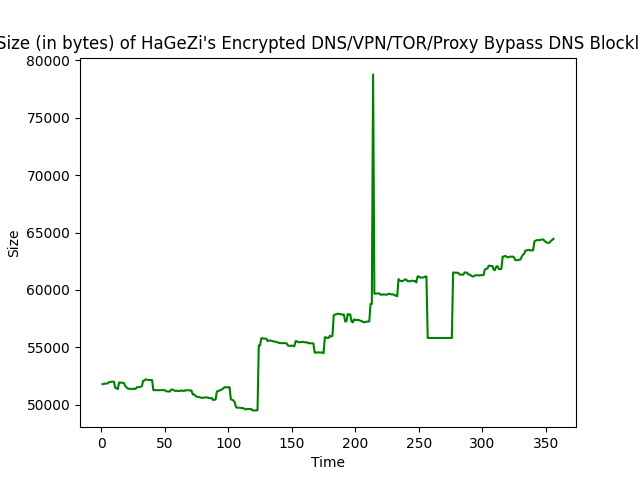 Size (in bytes) of HaGeZi's Encrypted DNS/VPN/TOR/Proxy Bypass DNS Blockl
80000
75000
70000
65000
60000
55000
50000
Size
0 50 100 150 200 250 300 350
Time